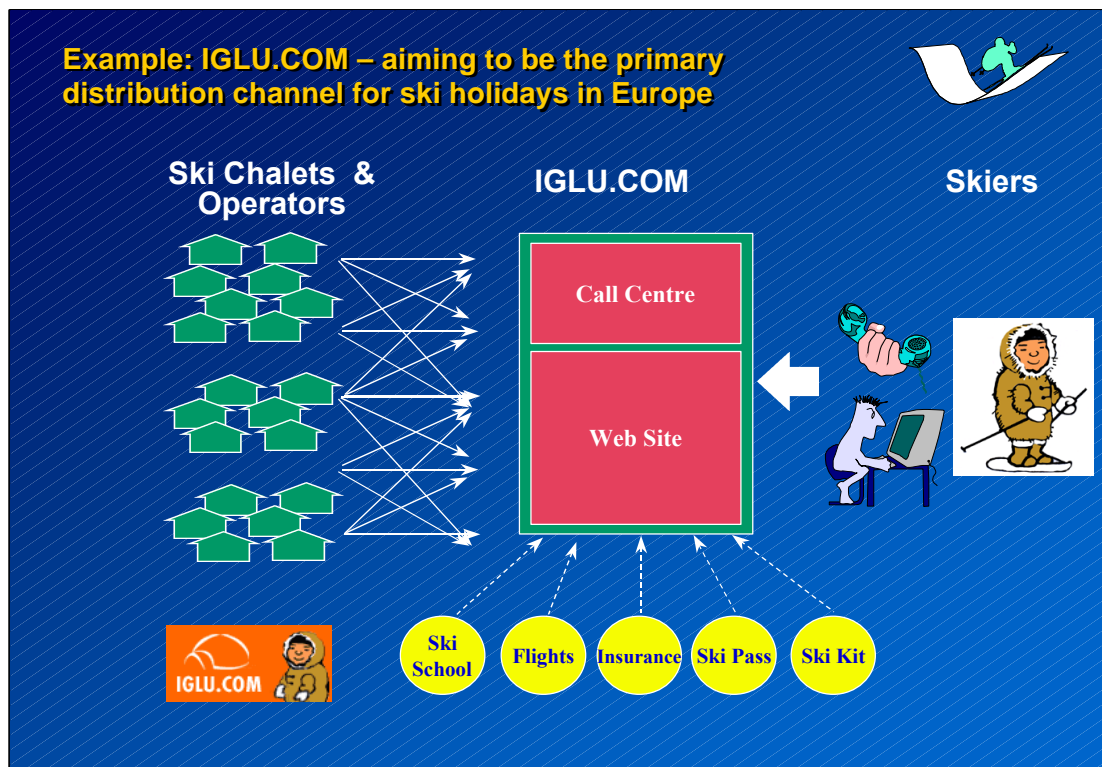 Example: IGLU.COM – aiming to be the primary
distribution channel for ski holidays in Europe
Ski Chalets &
Operators
IGLU.COM
Skiers
Call Centre
Web Site
Ski
School
Flights
Insurance
Ski Pass
Ski Kit
IGLU.COM